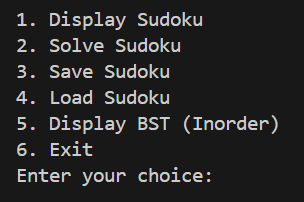 1. Display Sudoku
2. Solve Sudoku
3. Save Sudoku
4. Load Sudoku
5. Display BST (Inorder)
6. Exit
Enter your choice: